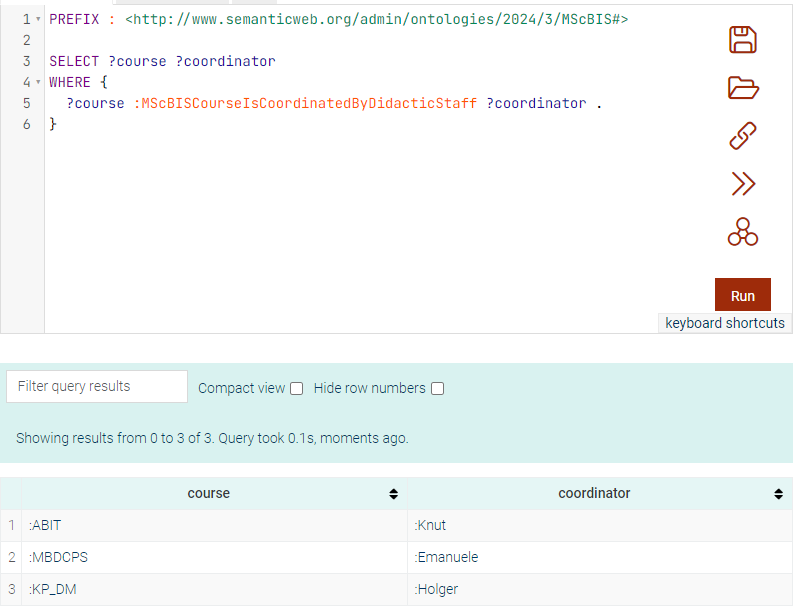 1 PREFIX : <http://www.semanticweb.org/admin/ontologies/2024/3/MScBIS#>
2
3 SELECT ?course ?coordinator
4 WHERE {
5 ?course :MScBISCourseIsCoordinatedByDidacticStaff ?coordinator .
6 }
Run
keyboard shortcuts
Filter query results Compact view Hide row numbers
Showing results from 0 to 3 of 3. Query took 0.1s, moments ago.
course coordinator
1 :ABIT :Knut
2 :MBDCPS :Emanuele
3 :KP_DM :Holger